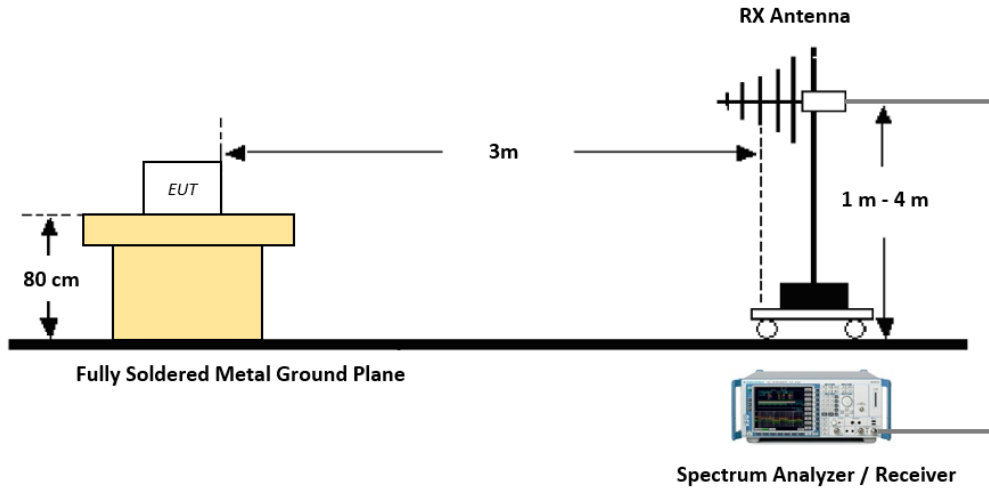 RX Antenna
3m
EUT
1 m - 4 m
80 cm
Fully Soldered Metal Ground Plane
Spectrum Analyzer / Receiver